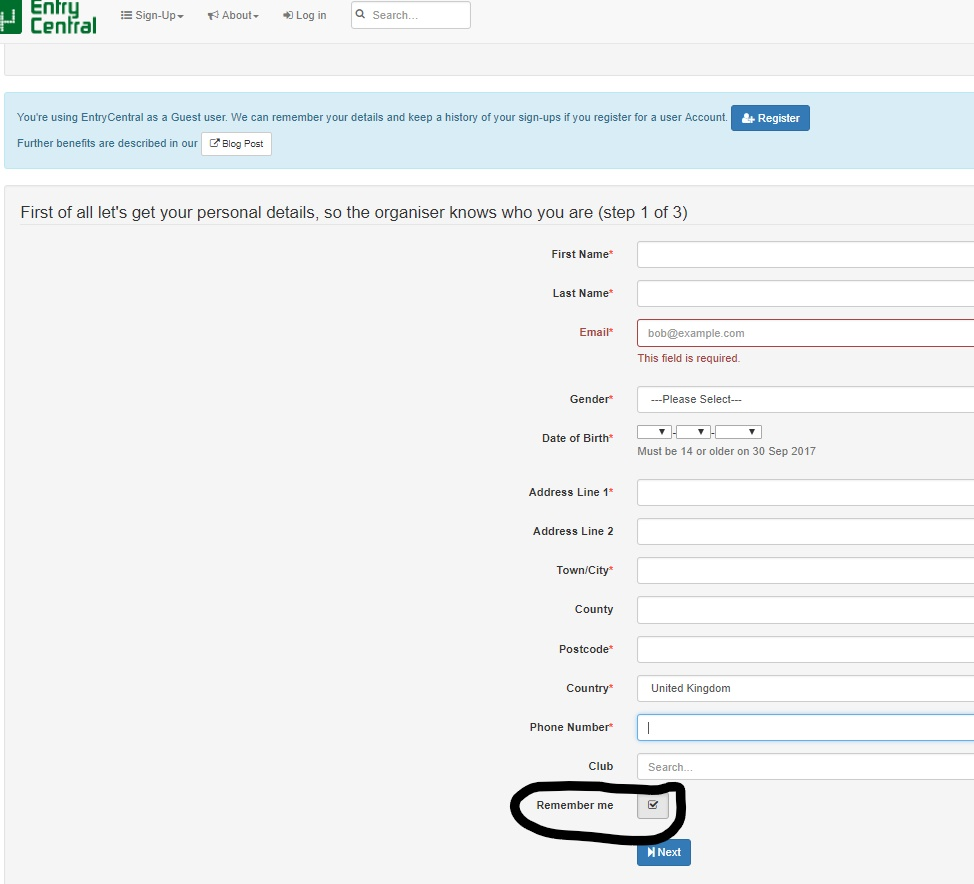 Entry
Central
Sign-Up
About
Log in
Search...
You're using EntryCentral as a Guest user. We can remember your details and keep a history of your sign-ups if you register for a user Account. Register
Further benefits are described in our Blog Post
First of all let's get your personal details, so the organiser knows who you are (step 1 of 3)
First Name*
Last Name*
Email* bob@example.com
This field is required.
Gender* ---Please Select---
Date of Birth* - -
Must be 14 or older on 30 Sep 2017
Address Line 1*
Address Line 2
Town/City*
County
Postcode*
Country* United Kingdom
Phone Number*
Club Search...
Remember me
Next